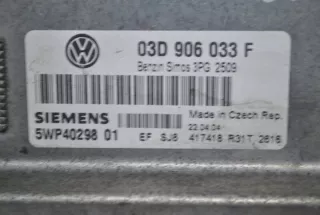 03D 906 033 F
Benzin Simos 3PG 2509
SIEMENS
Made in Czech Rep.
5WP40298 01
22.04.04
EF SJ8 417418 R31T 2616